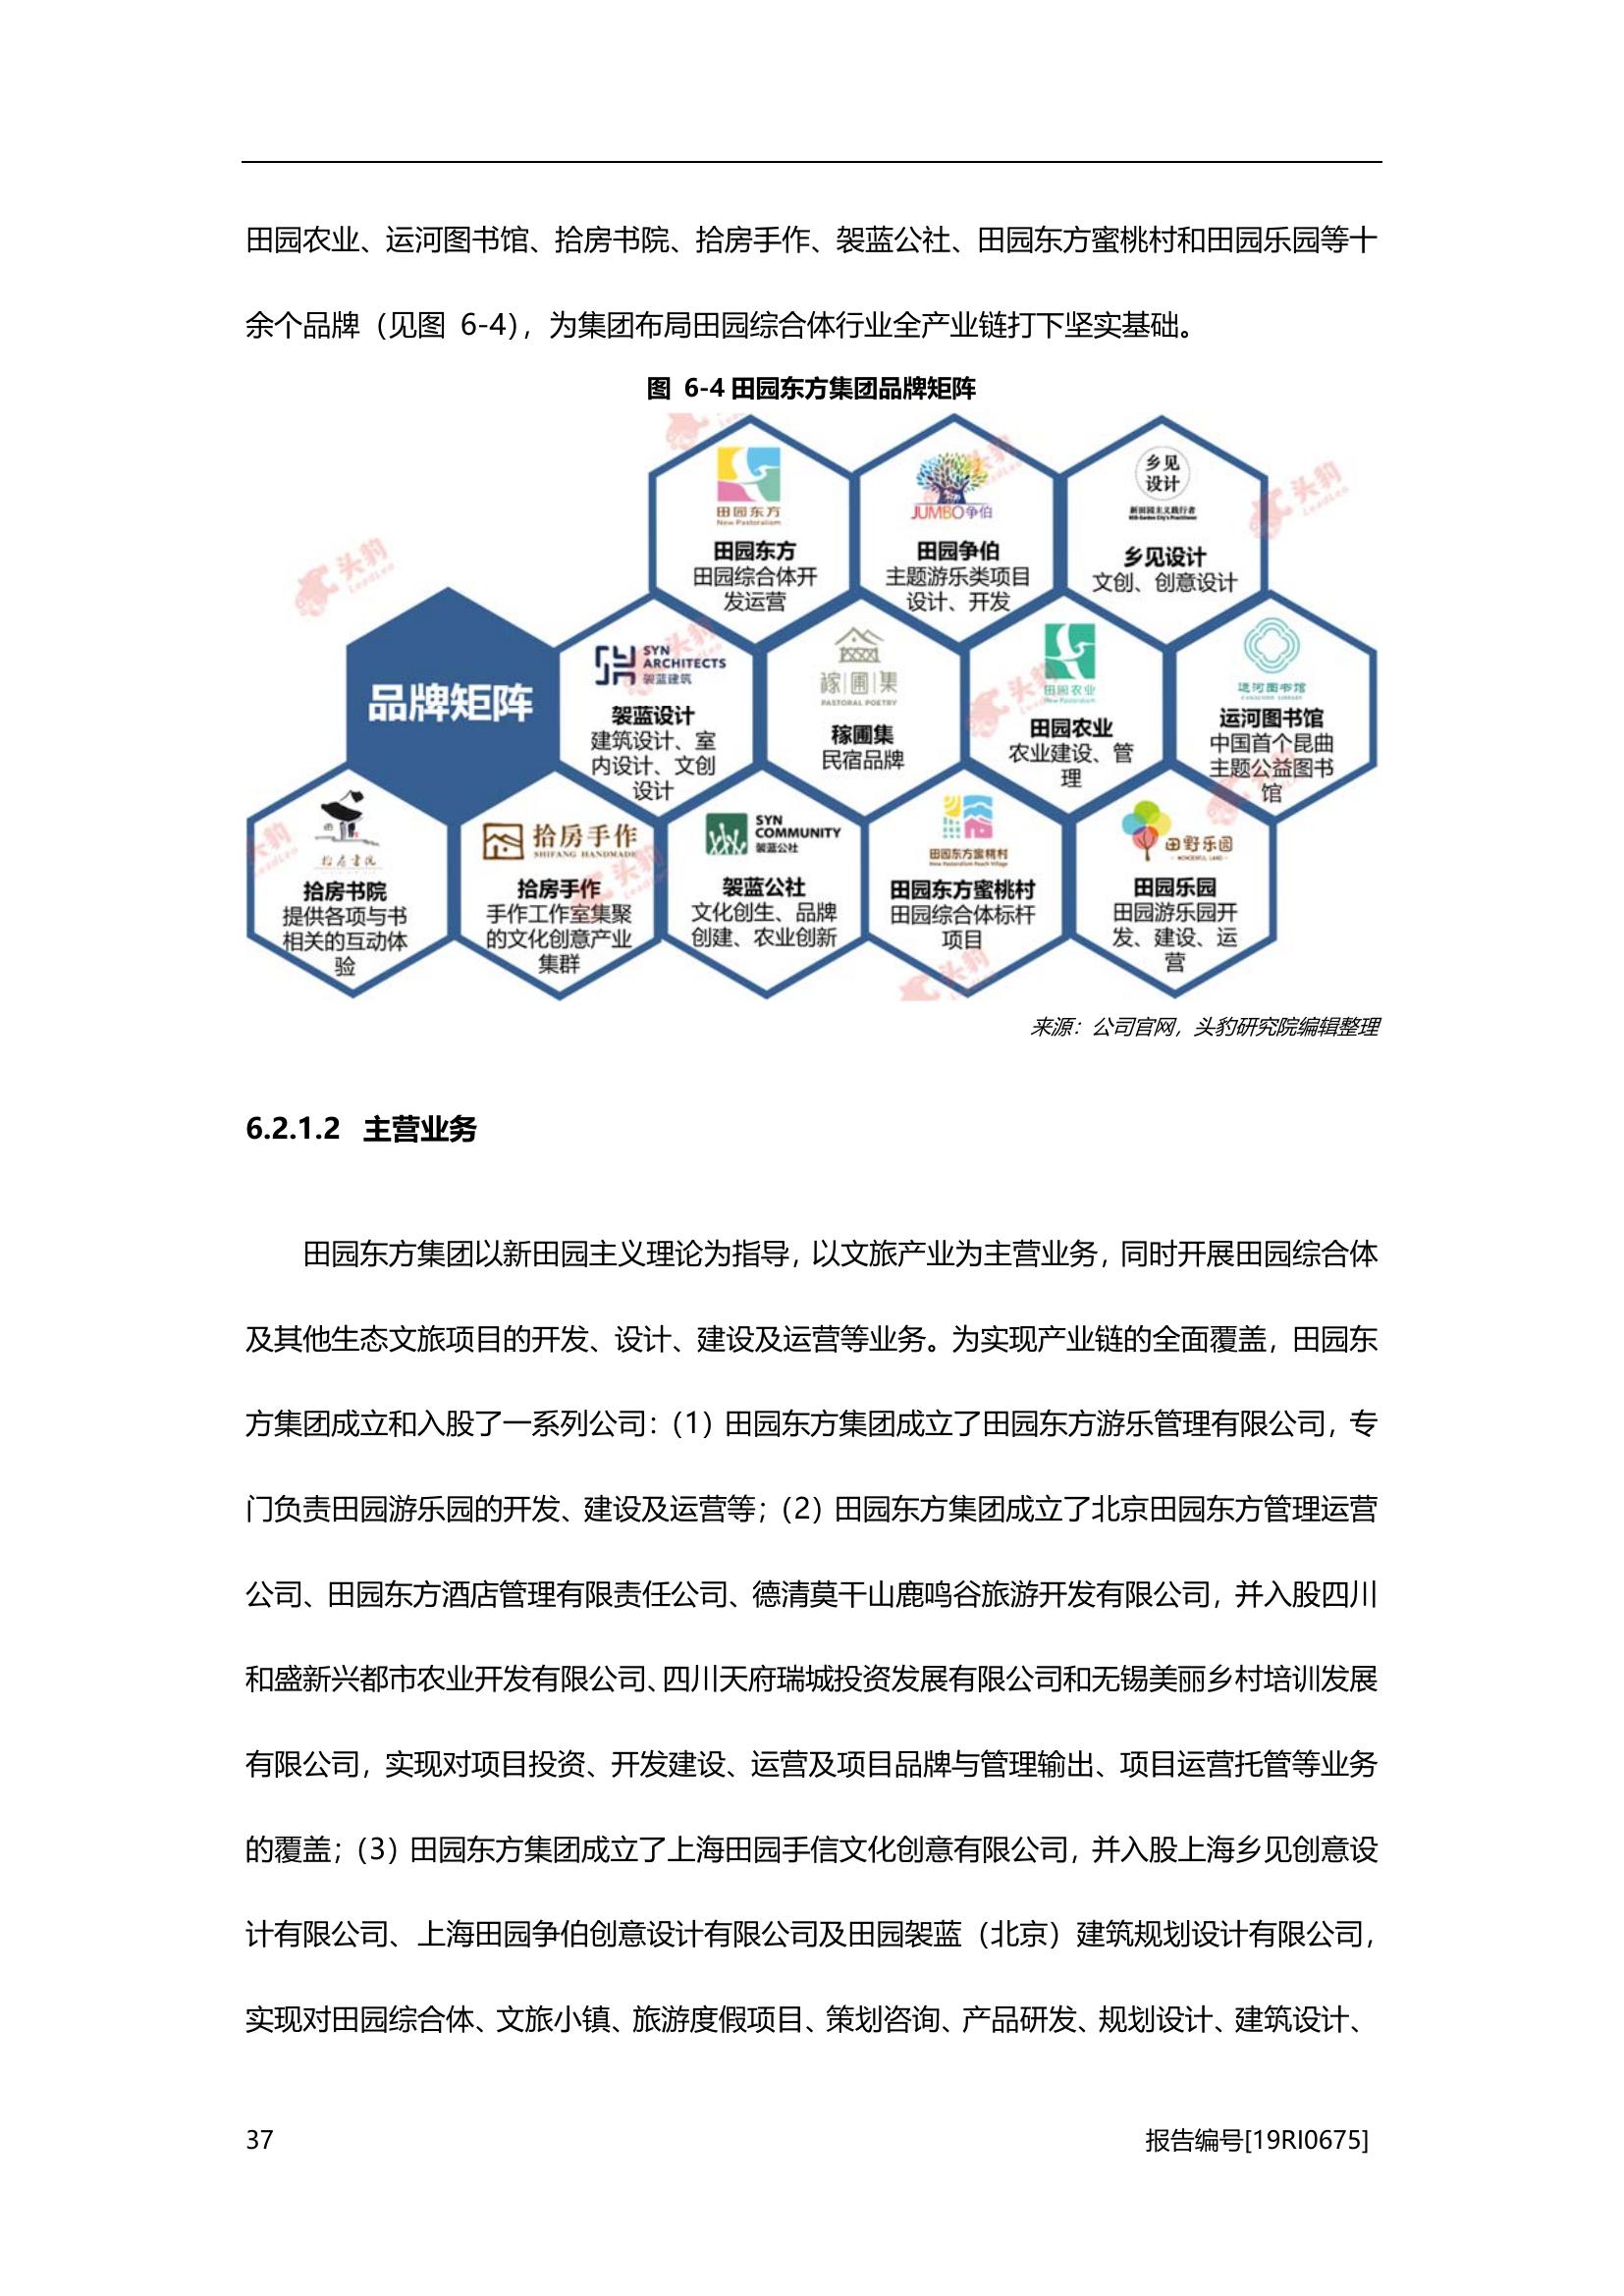 田园农业、运河图书馆、拾房书院、拾房手作、袈蓝公社、田园东方蜜桃村和田园乐园等十
余个品牌（见图 6-4），为集团布局田园综合体行业全产业链打下坚实基础。
图 6-4 田园东方集团品牌矩阵
田园东方
New Pastoralism
田园东方
田园综合体开
发运营
JUMBO争伯
田园争伯
主题游乐类项目
设计、开发
乡见
设计
新田园主义践行者
乡见设计
文创、创意设计
品牌矩阵
SYN
ARCHITECTS
袈蓝建筑
袈蓝设计
建筑设计、室
内设计、文创
设计
稼圃集
PASTORAL POETRY
稼圃集
民宿品牌
田园农业
田园农业
农业建设、管
理
运河图书馆
运河图书馆
中国首个昆曲
主题公益图书
馆
拾房书院
拾房书院
提供各项与书
相关的互动体
验
拾房手作
SHIFANG HANDMADE
拾房手作
手作工作室集聚
的文化创意产业
集群
SYN
COMMUNITY
袈蓝公社
袈蓝公社
文化创生、品牌
创建、农业创新
田园东方蜜桃村
New Pastoralism Peach Village
田园东方蜜桃村
田园综合体标杆
项目
田野乐园
WONDERFUL LAND
田园乐园
田园游乐园开
发、建设、运
营
头豹
LeadLeo
来源：公司官网，头豹研究院编辑整理
6.2.1.2 主营业务
田园东方集团以新田园主义理论为指导，以文旅产业为主营业务，同时开展田园综合体
及其他生态文旅项目的开发、设计、建设及运营等业务。为实现产业链的全面覆盖，田园东
方集团成立和入股了一系列公司：（1）田园东方集团成立了田园东方游乐管理有限公司，专
门负责田园游乐园的开发、建设及运营等；（2）田园东方集团成立了北京田园东方管理运营
公司、田园东方酒店管理有限责任公司、德清莫干山鹿鸣谷旅游开发有限公司，并入股四川
和盛新兴都市农业开发有限公司、四川天府瑞城投资发展有限公司和无锡美丽乡村培训发展
有限公司，实现对项目投资、开发建设、运营及项目品牌与管理输出、项目运营托管等业务
的覆盖；（3）田园东方集团成立了上海田园手信文化创意有限公司，并入股上海乡见创意设
计有限公司、上海田园争伯创意设计有限公司及田园袈蓝（北京）建筑规划设计有限公司，
实现对田园综合体、文旅小镇、旅游度假项目、策划咨询、产品研发、规划设计、建筑设计、
37
报告编号[19RI0675]